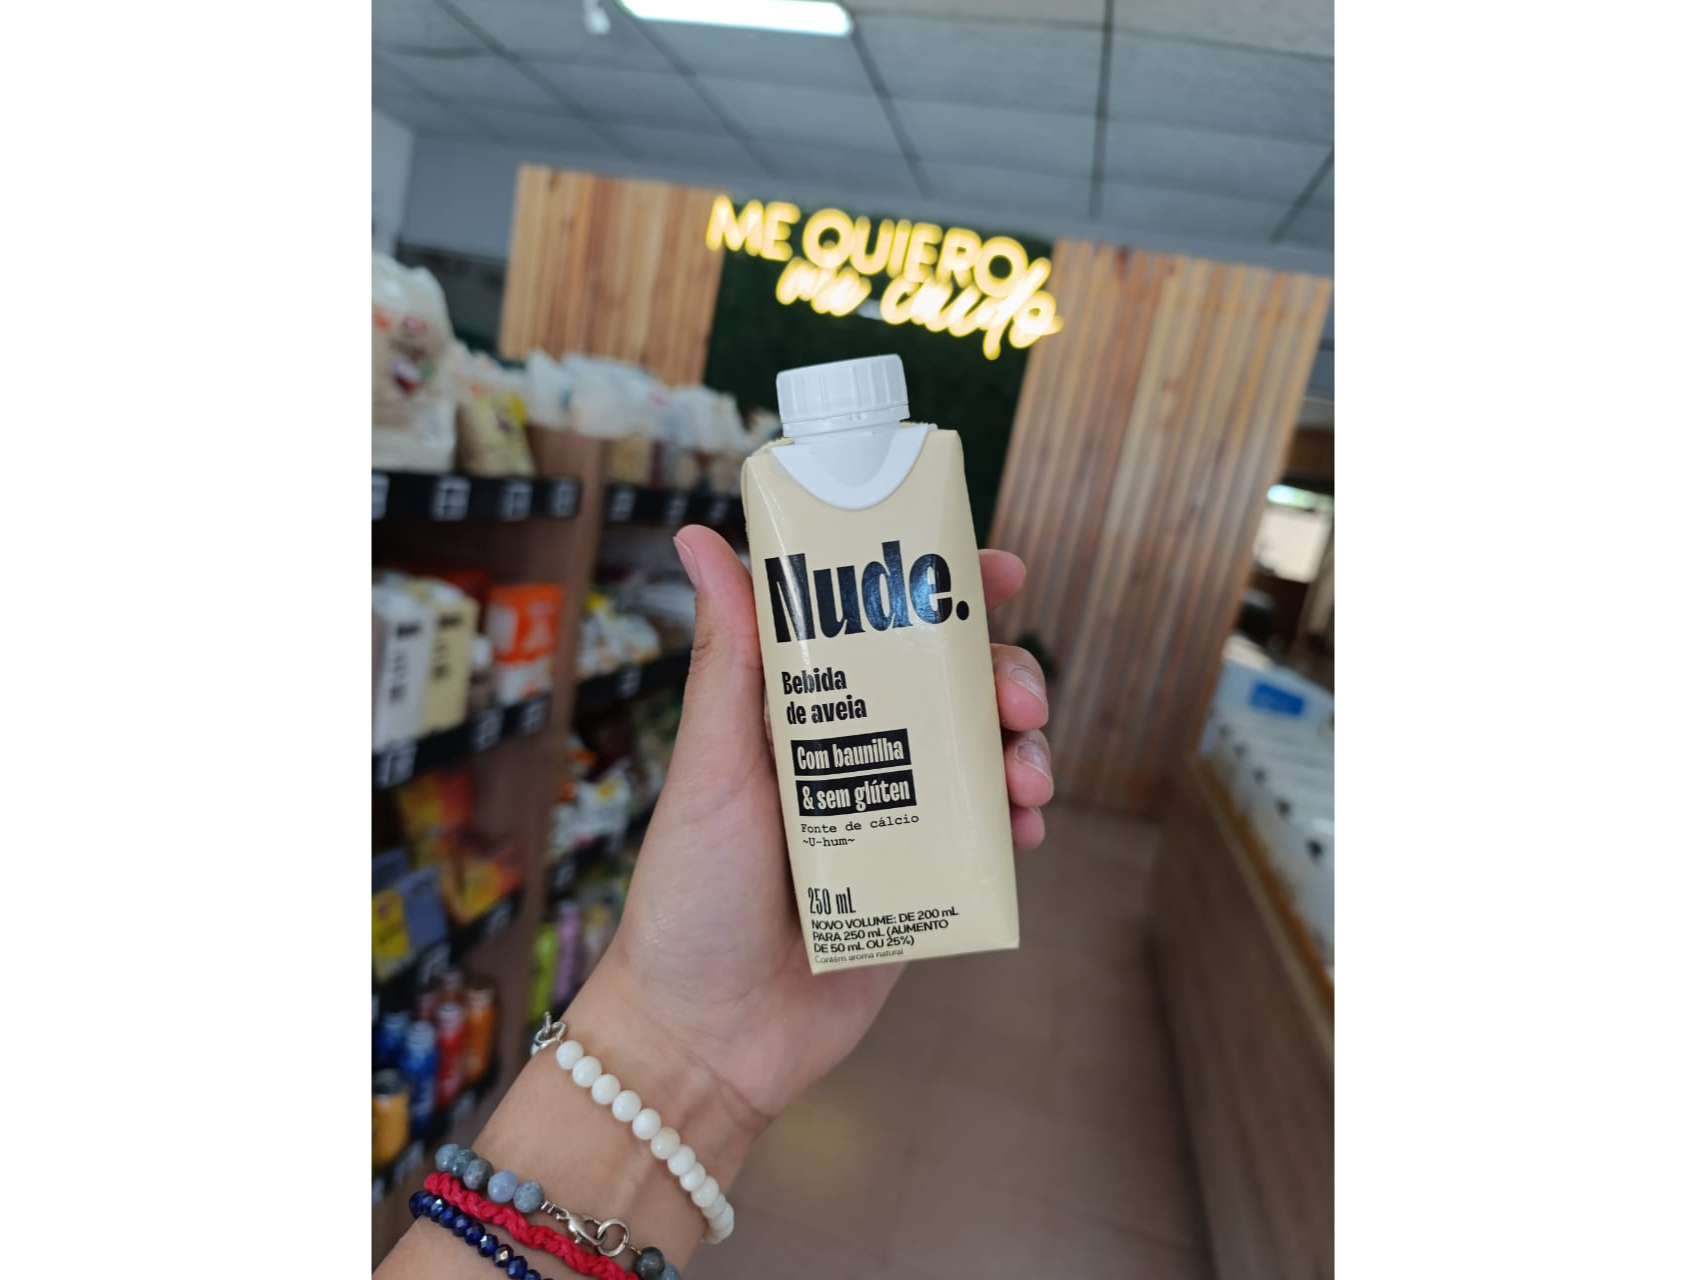 ME QUIERO
me cuido
Nude.
Bebida
de aveia
Com baunilha
& sem glúten
Fonte de cálcio
~U-hum~
250 mL
NOVO VOLUME: DE 200 mL
PARA 250 mL (AUMENTO
DE 50 mL OU 25%)
Contém aroma natural